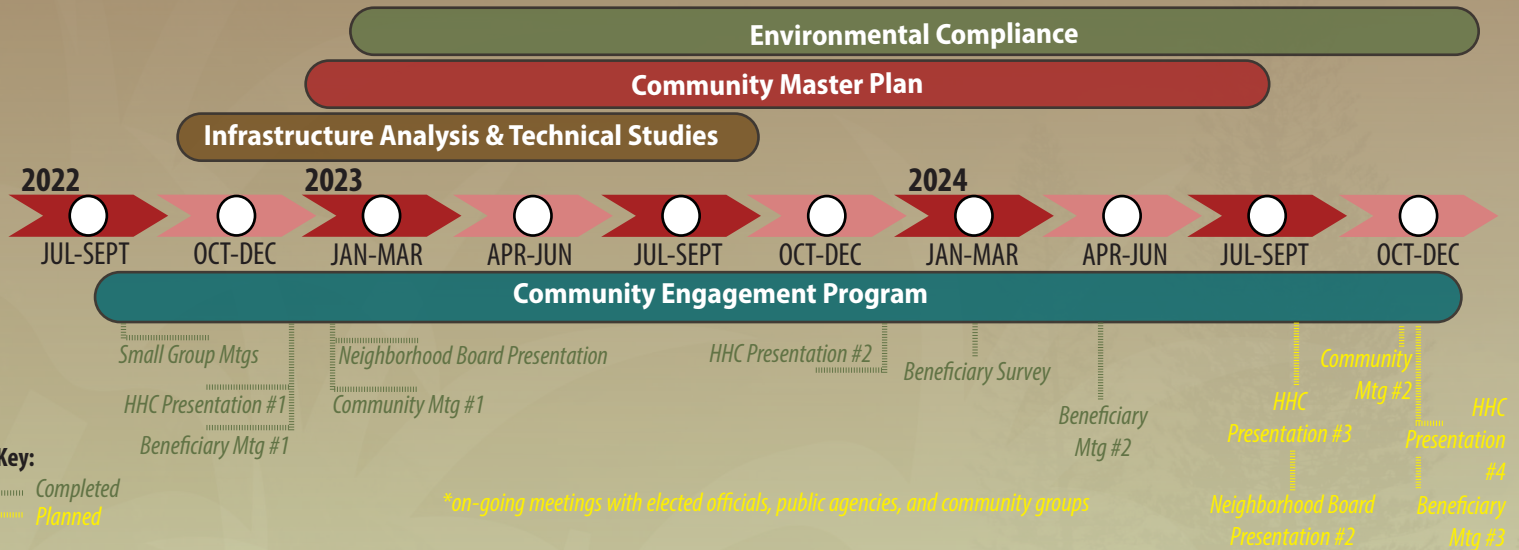 Environmental Compliance
Community Master Plan
Infrastructure Analysis & Technical Studies
2022
2023
2024
JUL-SEPT
OCT-DEC
JAN-MAR
APR-JUN
JUL-SEPT
OCT-DEC
JAN-MAR
APR-JUN
JUL-SEPT
OCT-DEC
Community Engagement Program
Small Group Mtgs
HHC Presentation #1
Beneficiary Mtg #1
Neighborhood Board Presentation
Community Mtg #1
HHC Presentation #2
Beneficiary Survey
Beneficiary
Mtg #2
HHC
Presentation #3
Neighborhood Board
Presentation #2
Community
Mtg #2
HHC
Presentation
#4
Beneficiary
Mtg #3
Key:
Completed
Planned
*on-going meetings with elected officials, public agencies, and community groups